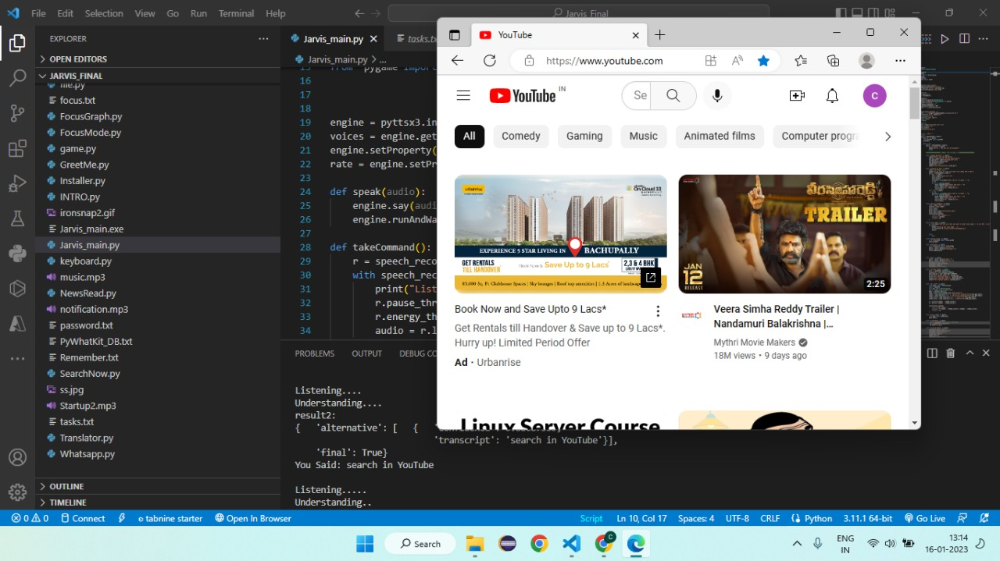 File Edit Selection View Go Run Terminal Help
Jarvis_Final
EXPLORER
OPEN EDITORS
JARVIS_FINAL
me.py
focus.txt
FocusGraph.py
FocusMode.py
game.py
GreetMe.py
Installer.py
INTRO.py
ironsnap2.gif
Jarvis_main.exe
Jarvis_main.py
keyboard.py
music.mp3
notification.mp3
password.txt
PyWhatKit_DB.txt
Remember.txt
SearchNow.py
ss.jpg
Startup2.mp3
tasks.txt
Translator.py
Whatsapp.py
OUTLINE
TIMELINE
Jarvis_main.py
tasks.tx
Jarvis_main.py > ...
15 from pygame import
16
17
18
19 engine = pyttsx3.in
20 voices = engine.get
21 engine.setProperty(
22 rate = engine.setPr
23
24 def speak(audio):
25 engine.say(audi
26 engine.runAndWa
27
28 def takeCommand():
29 r = speech_reco
30 with speech_rec
31 print("List
32 r.pause_thr
33 r.energy_th
34 audio = r.l
PROBLEMS OUTPUT DEBUG CO
Listening....
Understanding....
result2:
{ 'alternative': [ {
'transcript': 'search in YouTube'}],
'final': True}
You Said: search in YouTube
Listening.....
Understanding..
YouTube
https://www.youtube.com
YouTube IN
Se
C
All Comedy Gaming Music Animated films Computer progr
urbanrise
On Cloud 33
EXPERIENCE 5 STAR LIVING IN BACHUPALLY
GET RENTALS
TILL HANDOVER
Book Now & Save Up to 9 Lacs
2,3 & 4 BHK
Book Now and Save Upto 9 Lacs*
Get Rentals till Handover & Save up to 9 Lacs*.
Hurry up! Limited Period Offer
Ad · Urbanrise
వీరసింహారెడ్డి
TRAILER
JAN
12
RELEASE
2:25
Veera Simha Reddy Trailer |
Nandamuri Balakrishna |...
Mythri Movie Makers
18M views • 9 days ago
Linux Server Course
0 0 Connect tabnine starter Open In Browser
Script Ln 10, Col 17 Spaces: 4 UTF-8 CRLF Python 3.11.1 64-bit Go Live
Search
C
ENG
IN
13:14
16-01-2023